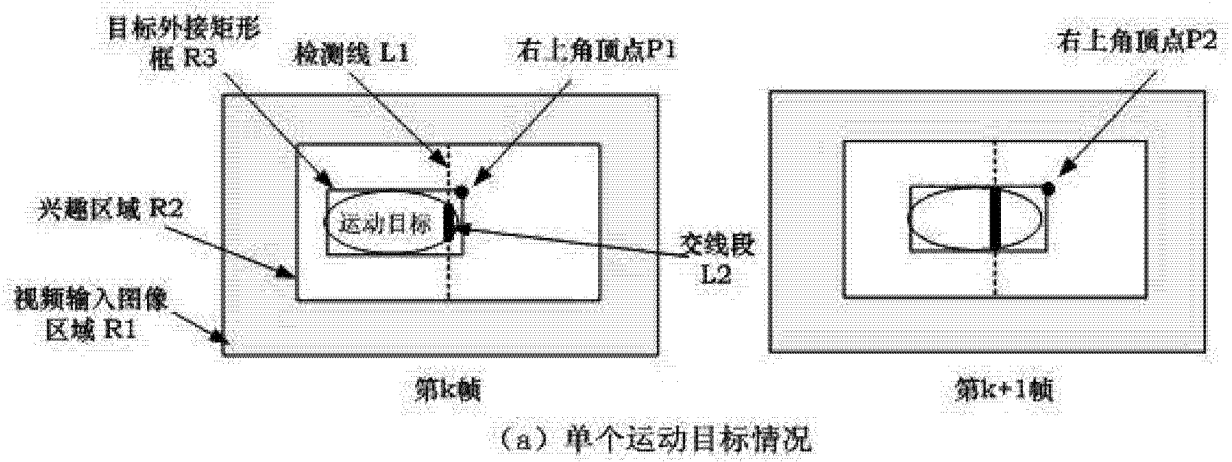 目标外接矩形
框 R3
检测线 L1
右上角顶点P1
右上角顶点P2
兴趣区域 R2
运动目标
交线段
L2
视频输入图像
区域 R1
第k帧
第k+1帧
（a）单个运动目标情况